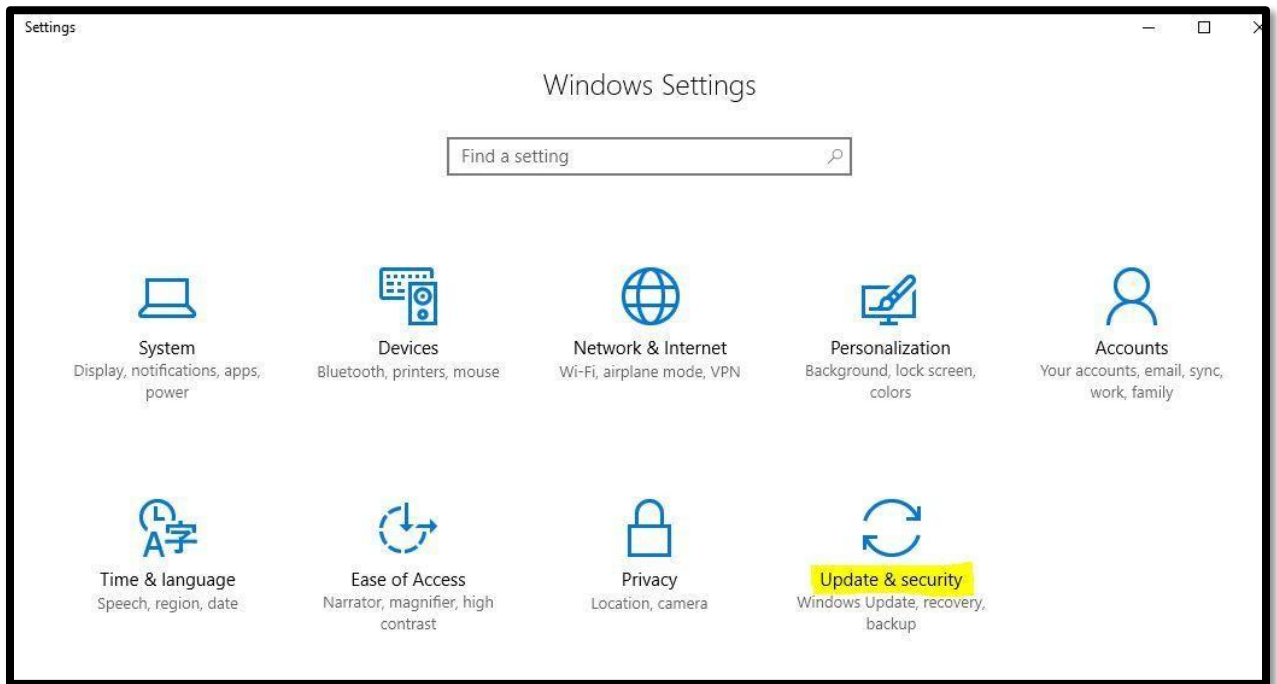 Settings
Windows Settings
Find a setting
System
Display, notifications, apps,
power
Devices
Bluetooth, printers, mouse
Network & Internet
Wi-Fi, airplane mode, VPN
Personalization
Background, lock screen,
colors
Accounts
Your accounts, email, sync,
work, family
A字
Time & language
Speech, region, date
Ease of Access
Narrator, magnifier, high
contrast
Privacy
Location, camera
Update & security
Windows Update, recovery,
backup